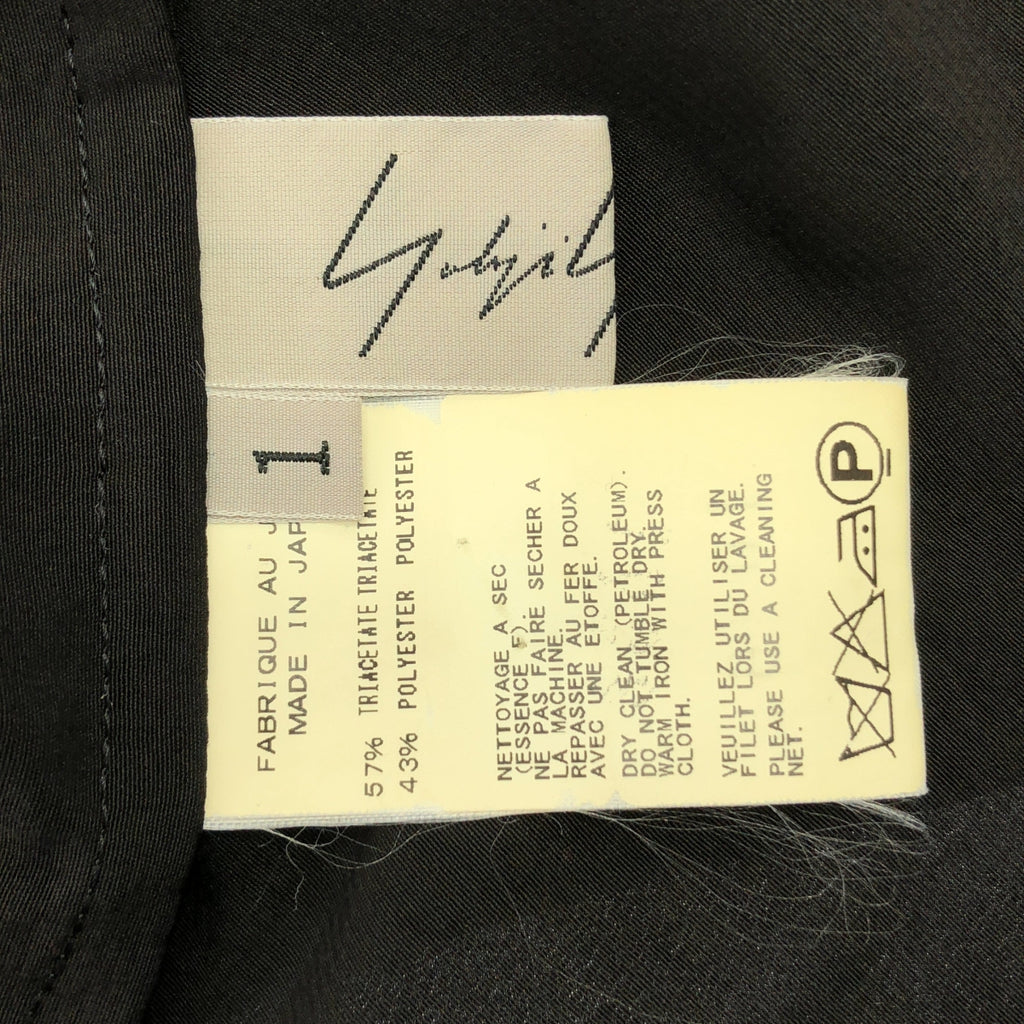 Yohji Y
1
FABRIQUE AU J
MADE IN JAP
57% TRIACETATE TRIACETATE
43% POLYESTER POLYESTER
NETTOYAGE A SEC
(ESSENCE F).
NE PAS FAIRE SECHER A
LA MACHINE.
REPASSER AU FER DOUX
AVEC UNE ETOFFE.
DRY CLEAN (PETROLEUM).
DO NOT TUMBLE DRY.
WARM IRON WITH PRESS
CLOTH.
VEUILLEZ UTILISER UN
FILET LORS DU LAVAGE.
PLEASE USE A CLEANING
NET.
P